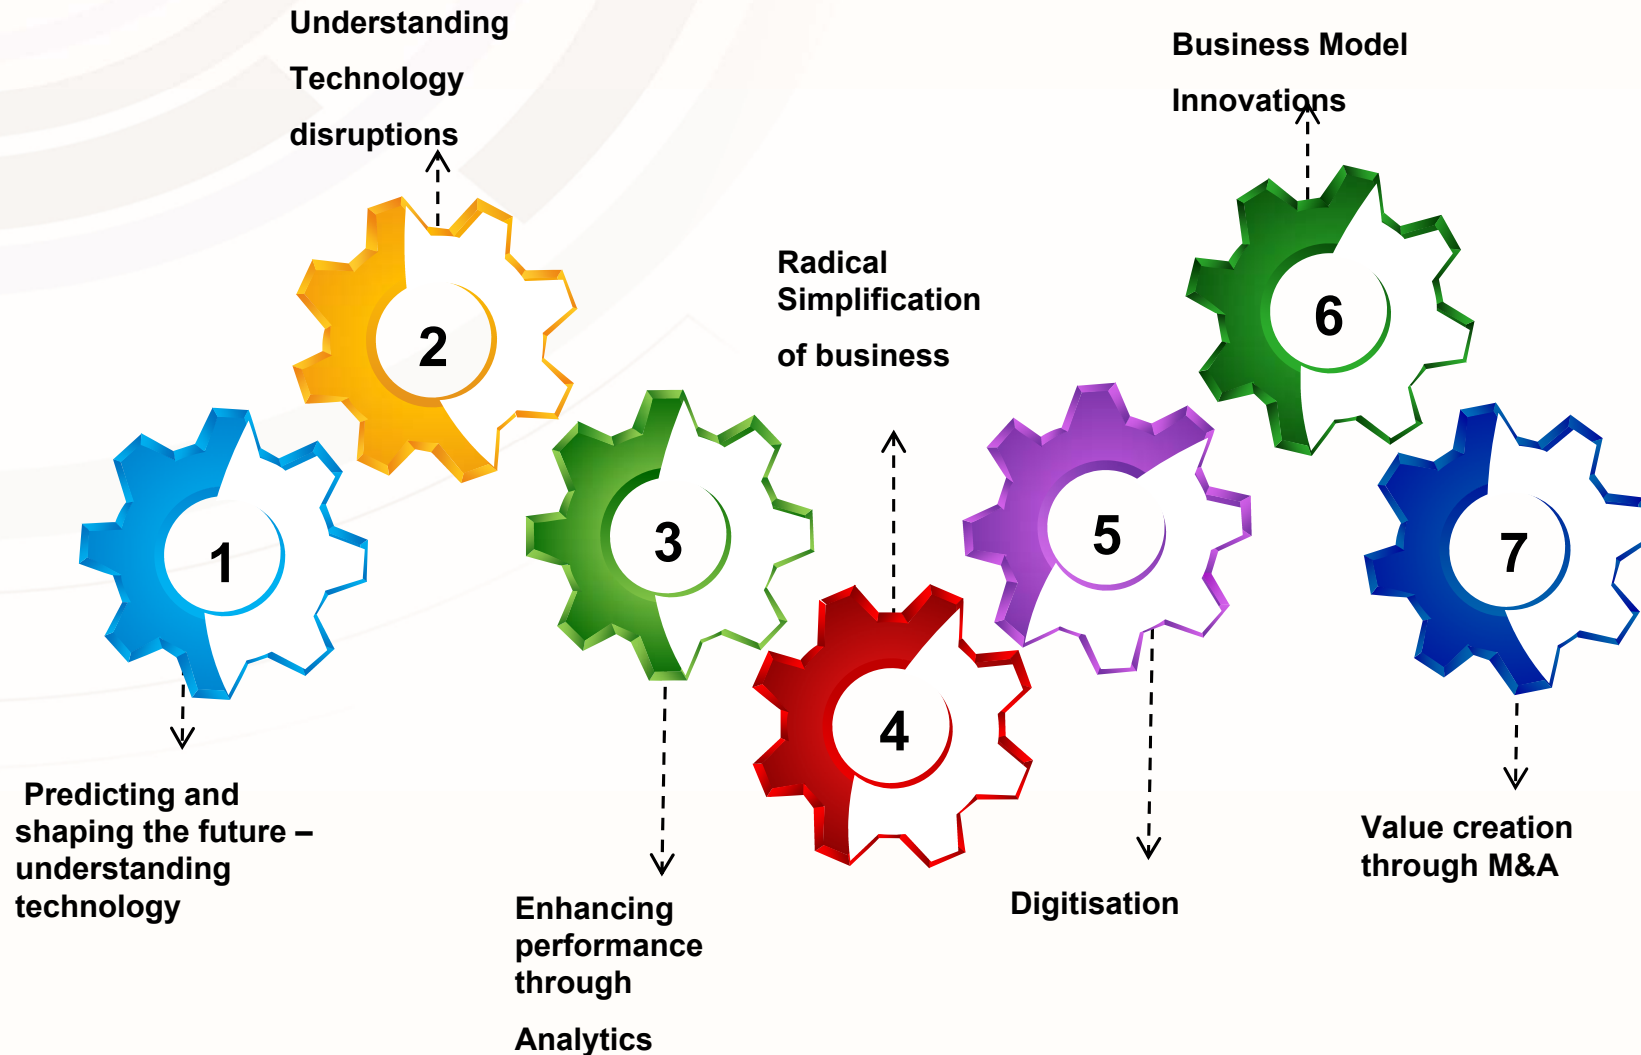 Understanding
Technology
disruptions
Business Model
Innovations
Radical
Simplification
of business
2
6
1
3
5
7
4
Predicting and
shaping the future –
understanding
technology
Enhancing
performance
through
Analytics
Digitisation
Value creation
through M&A